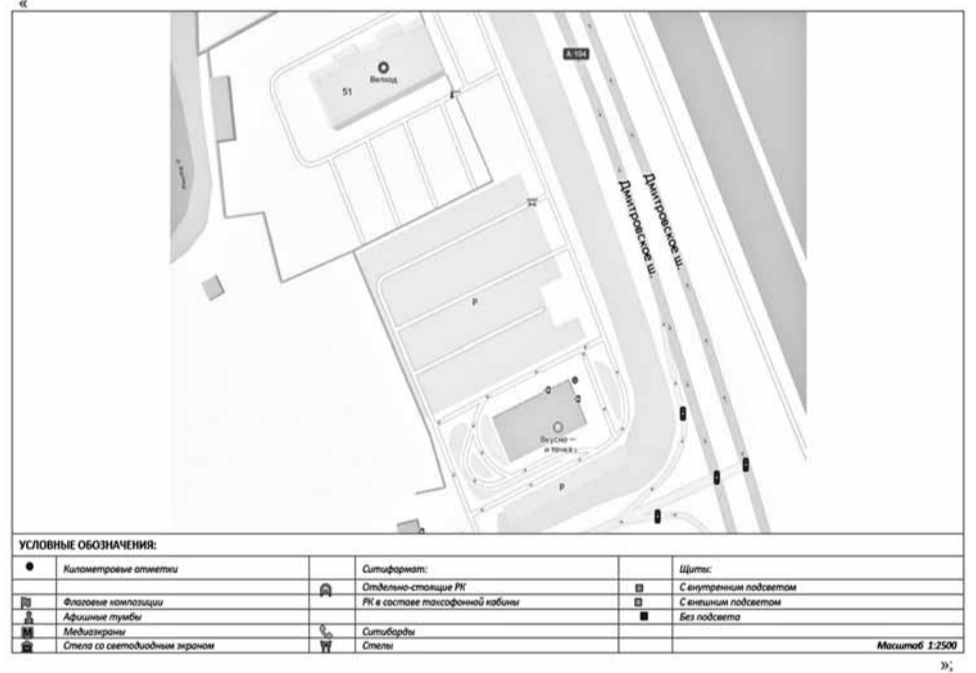 «
А-104
Велход
51
Дмитровское ш.
Дмитровское ш.
Р
Вкусно —
и точка
Р
УСЛОВНЫЕ ОБОЗНАЧЕНИЯ:
Километровые отметки
Ситиформат:
Щиты:
Отдельно-стоящие РК
С внутренним подсветом
Флаговые композиции
РК в составе таксофонной кабины
С внешним подсветом
Афишные тумбы
Без подсвета
М
Медиаэкраны
Ситиборды
Стела со светодиодным экраном
Стелы
Масштаб 1:2500
»;